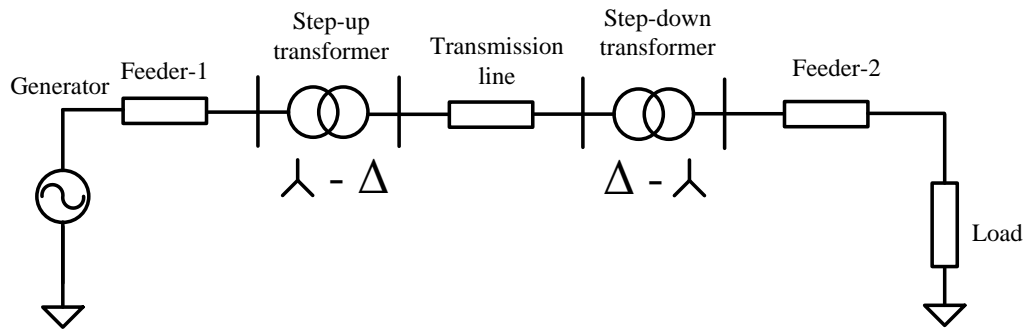 Generator
Feeder-1
Step-up
transformer
Transmission
line
Step-down
transformer
Feeder-2
⅄ - Δ
Δ - ⅄
Load